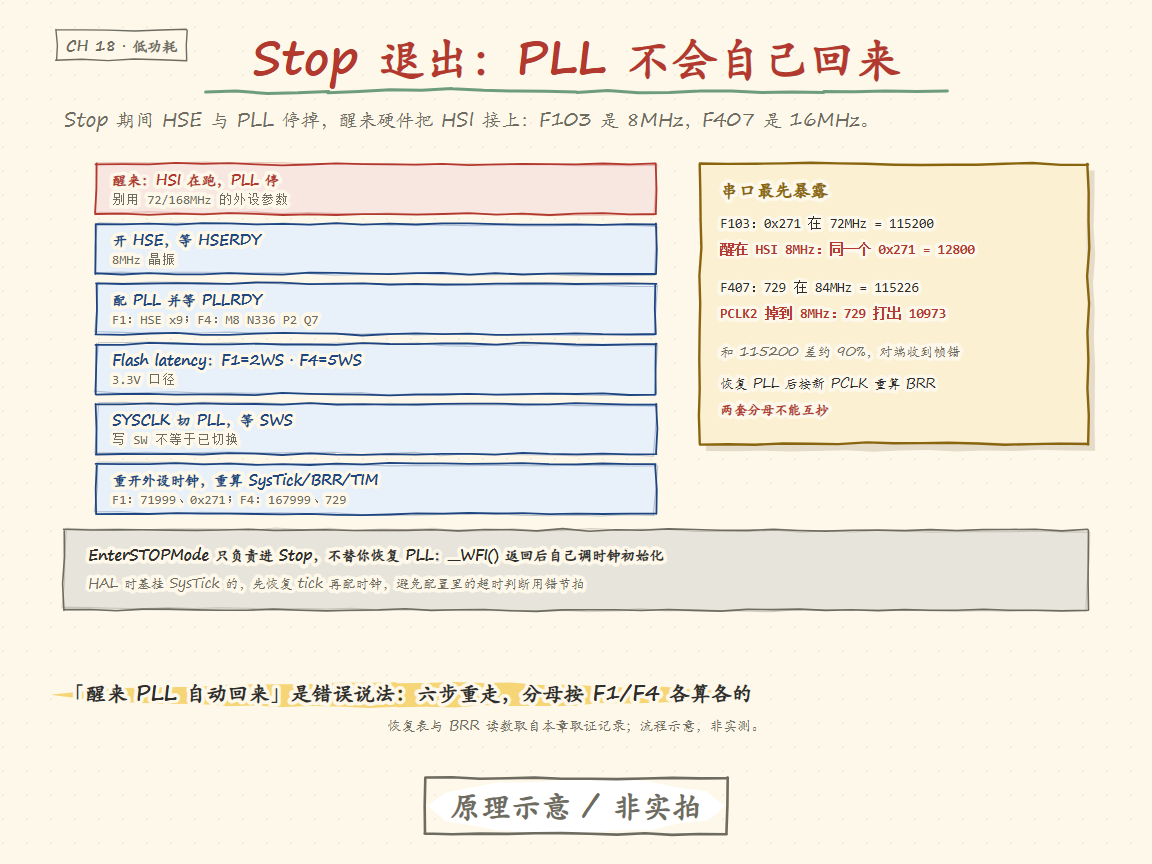 CH 18 · 低功耗
Stop 退出：PLL 不会自己回来
Stop 期间 HSE 与 PLL 停掉，醒来硬件把 HSI 接上：F103 是 8MHz，F407 是 16MHz。
醒来：HSI 在跑，PLL 停
别用 72/168MHz 的外设参数
开 HSE，等 HSERDY
8MHz 晶振
配 PLL 并等 PLLRDY
F1：HSE x9；F4：M8 N336 P2 Q7
Flash latency：F1=2WS · F4=5WS
3.3V 口径
SYSCLK 切 PLL，等 SWS
写 SW 不等于已切换
重开外设时钟，重算 SysTick/BRR/TIM
F1：71999、0x271；F4：167999、729
串口最先暴露
F103：0x271 在 72MHz = 115200
醒在 HSI 8MHz：同一个 0x271 = 12800
F407：729 在 84MHz = 115226
PCLK2 掉到 8MHz：729 打出 10973
和 115200 差约 90%，对端收到帧错
恢复 PLL 后按新 PCLK 重算 BRR
两套分母不能互抄
EnterSTOPMode 只负责进 Stop，不替你恢复 PLL：__WFI() 返回后自己调时钟初始化
HAL 时基挂 SysTick 的，先恢复 tick 再配时钟，避免配置里的超时判断用错节拍
「醒来 PLL 自动回来」是错误说法：六步重走，分母按 F1/F4 各算各的
恢复表与 BRR 读数取自本章取证记录；流程示意，非实测。
原理示意 / 非实拍